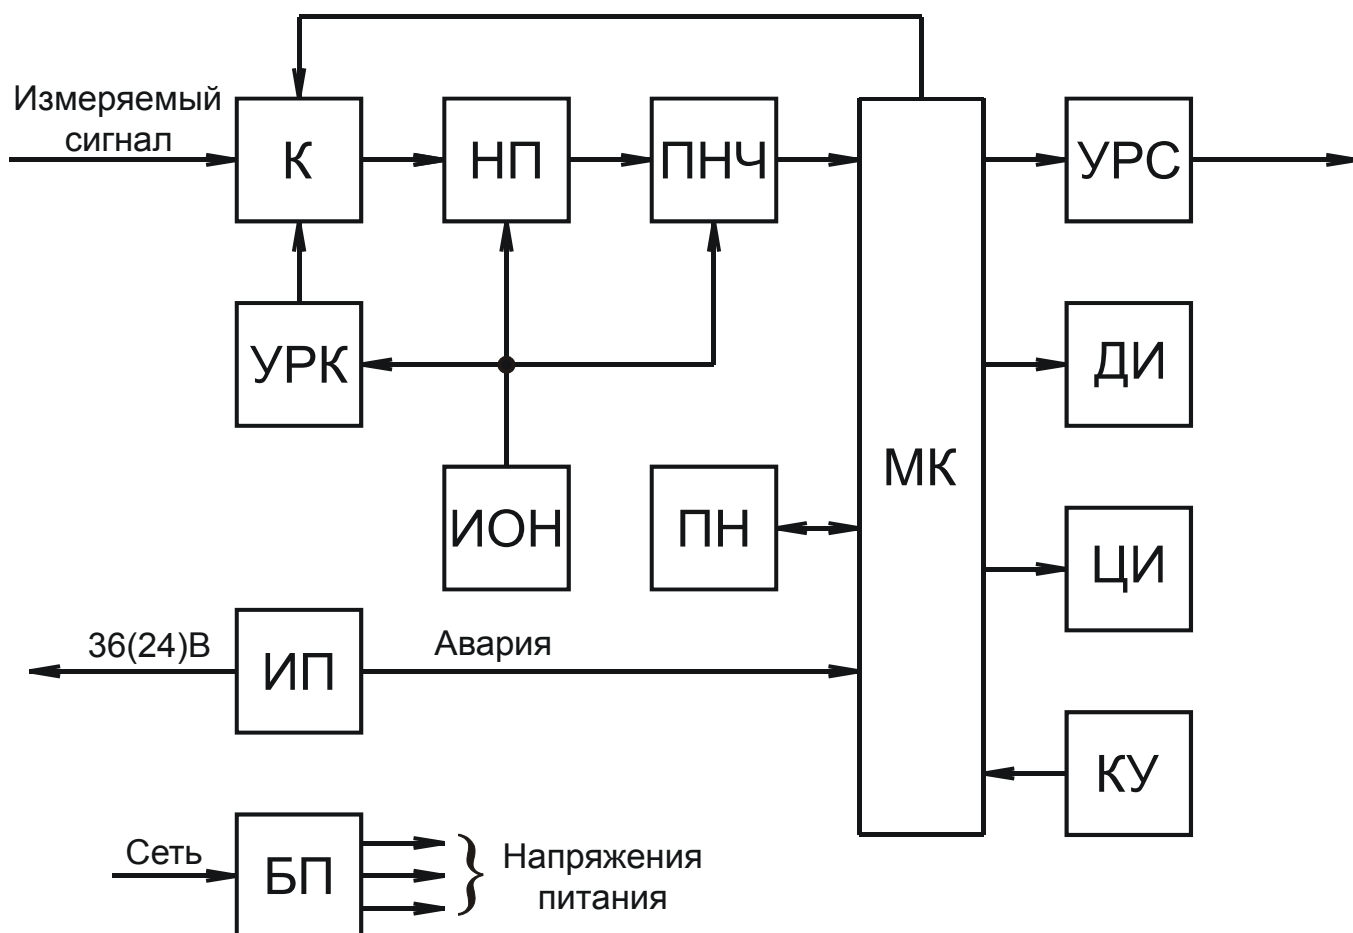 Измеряемый
сигнал
К
НП
ПНЧ
УРС
УРК
ДИ
МК
ИОН
ПН
ЦИ
36(24)В
ИП
Авария
КУ
Сеть
БП
Напряжения
питания